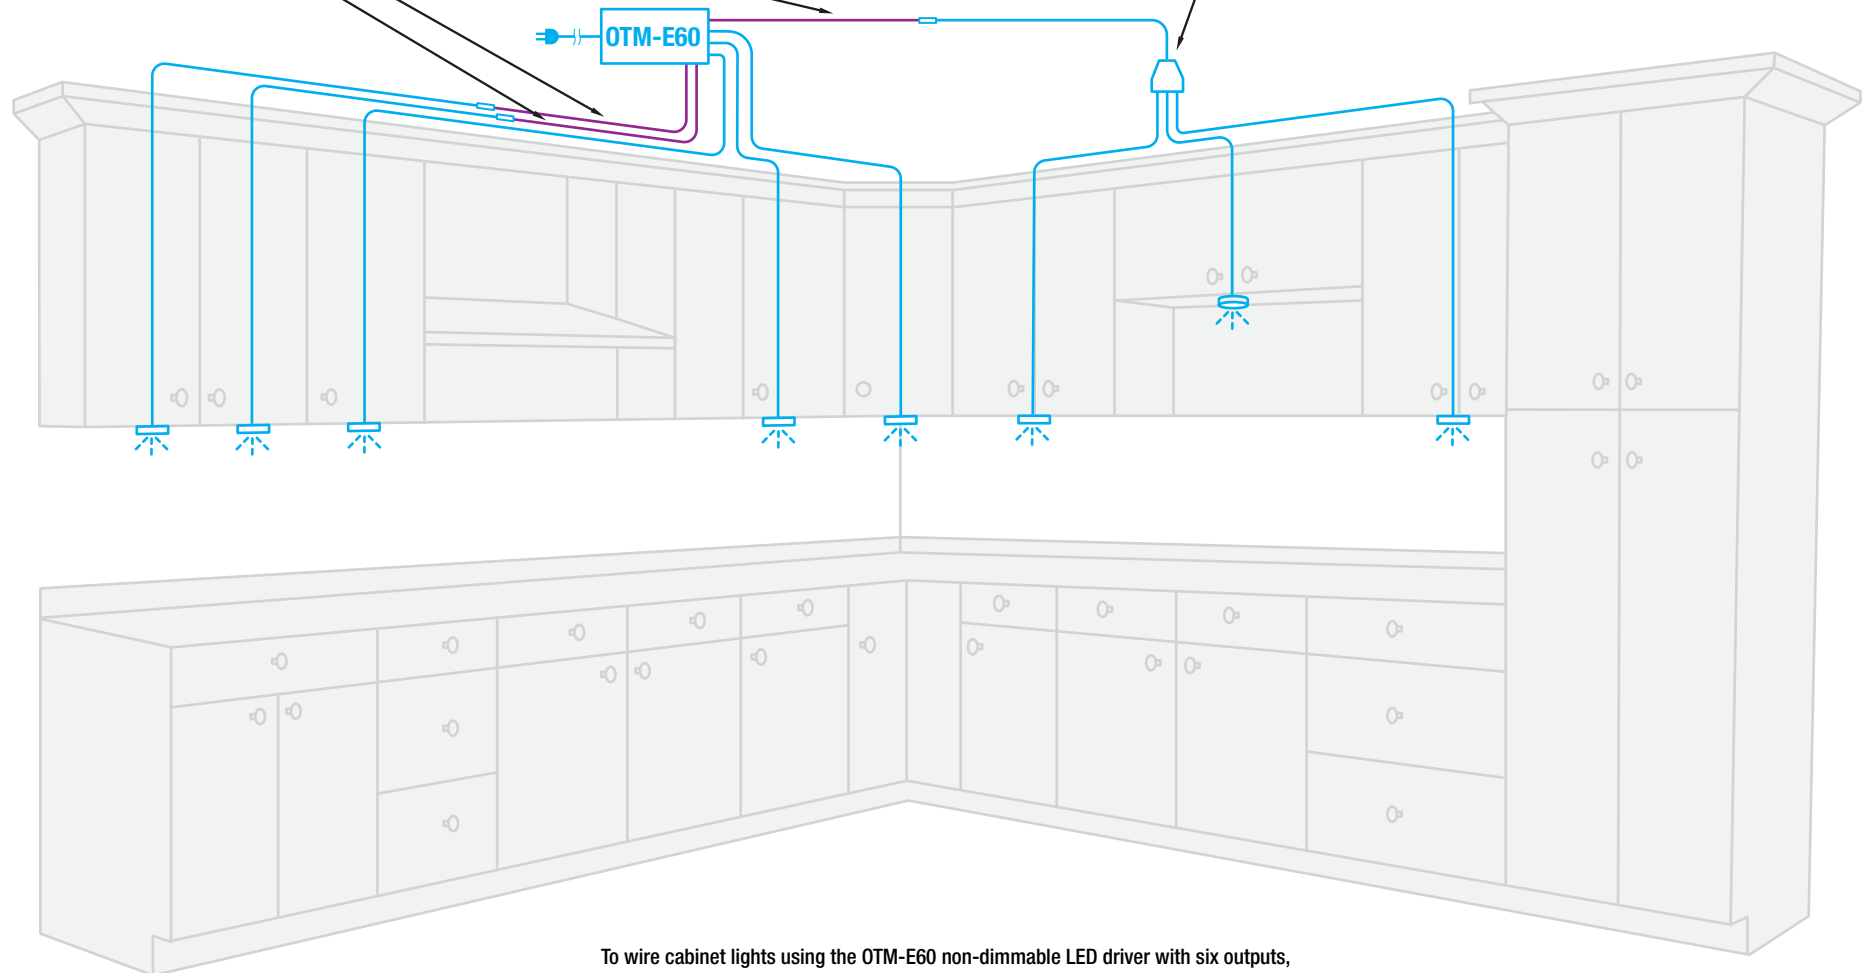 OTM-E60
To wire cabinet lights using the OTM-E60 non-dimmable LED driver with six outputs,